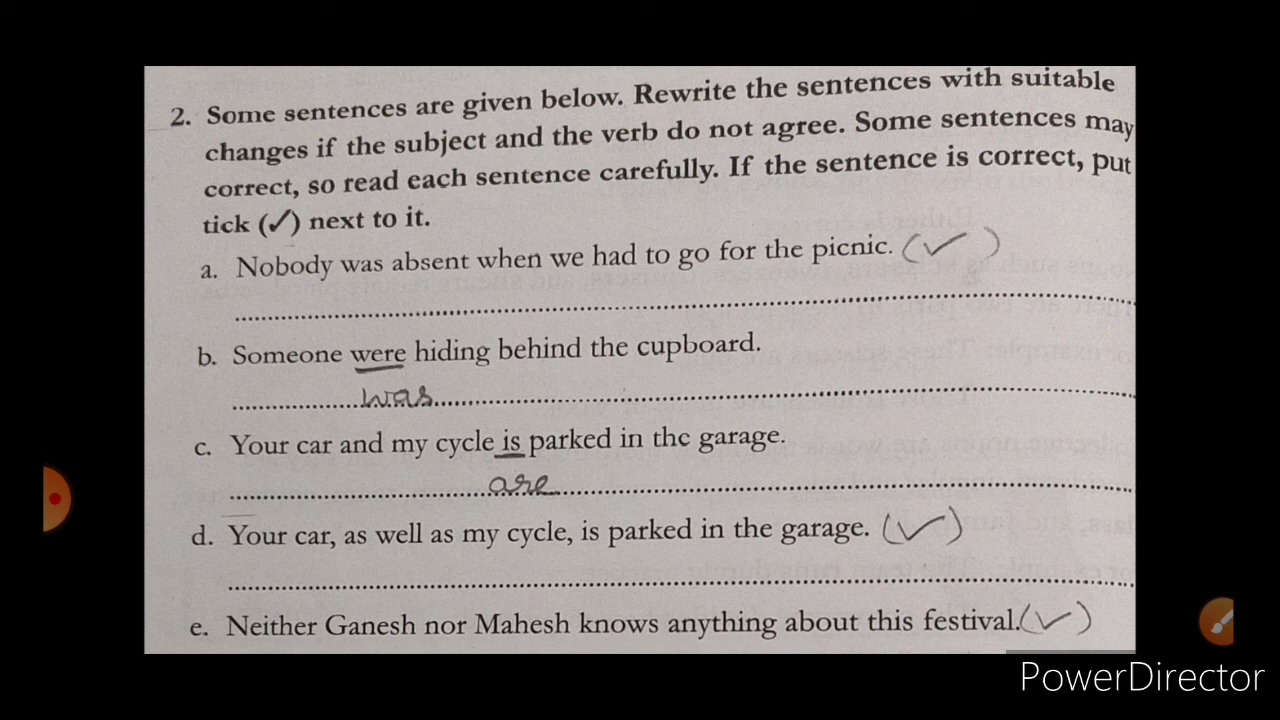 2. Some sentences are given below. Rewrite the sentences with suitable
changes if the subject and the verb do not agree. Some sentences may
correct, so read each sentence carefully. If the sentence is correct, put
tick (✓) next to it.
a. Nobody was absent when we had to go for the picnic. (✓)
b. Someone were hiding behind the cupboard.
was
c. Your car and my cycle is parked in the garage.
are
d. Your car, as well as my cycle, is parked in the garage. (✓)
e. Neither Ganesh nor Mahesh knows anything about this festival. (✓)
PowerDirector